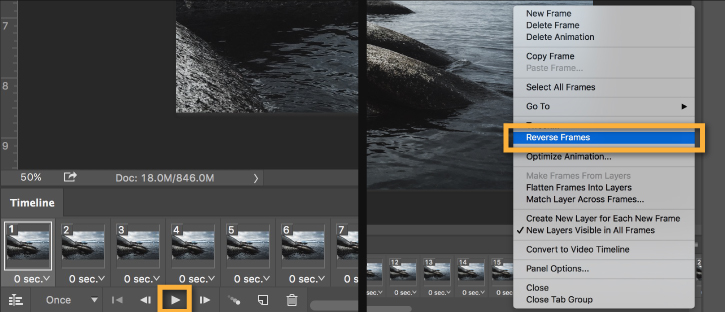 7
8
9
50%
Doc: 18.0M/846.0M
Timeline
1
2
3
4
5
6
7
0 sec.
0 sec.
0 sec.
0 sec.
0 sec.
0 sec.
0 sec.
Once
New Frame
Delete Frame
Delete Animation
Copy Frame
Paste Frame...
Select All Frames
Go To
Reverse Frames
Optimize Animation...
Make Frames From Layers
Flatten Frames Into Layers
Match Layer Across Frames...
Create New Layer for Each New Frame
✓ New Layers Visible in All Frames
Convert to Video Timeline
Panel Options...
Close
Close Tab Group
12
13
14
15
16
0 sec.
0 sec.
0 sec.
0 sec.
0 sec.